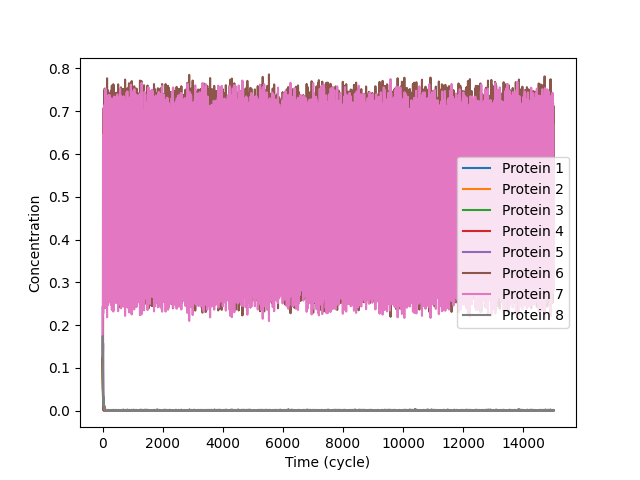 0.8
0.7
0.6
0.5
0.4
0.3
0.2
0.1
0.0
Concentration
Protein 1
Protein 2
Protein 3
Protein 4
Protein 5
Protein 6
Protein 7
Protein 8
0 2000 4000 6000 8000 10000 12000 14000
Time (cycle)